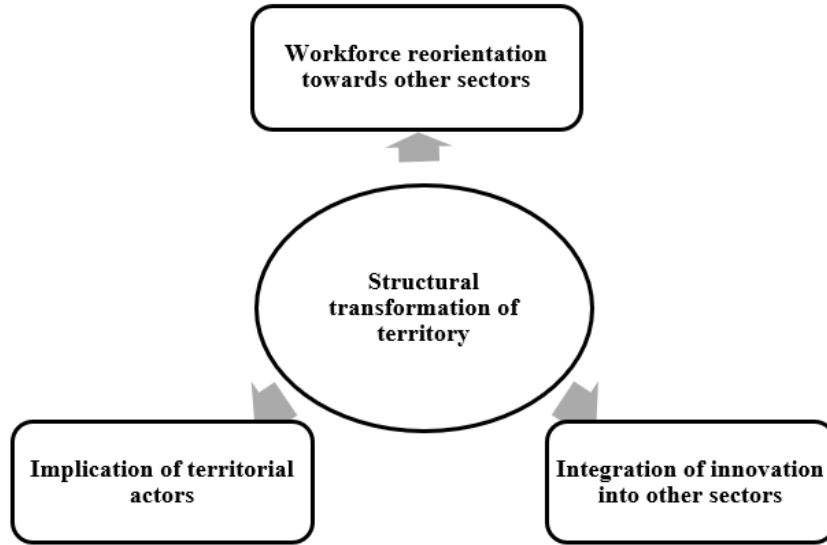 Workforce reorientation
towards other sectors
Structural
transformation of
territory
Implication of territorial
actors
Integration of innovation
into other sectors